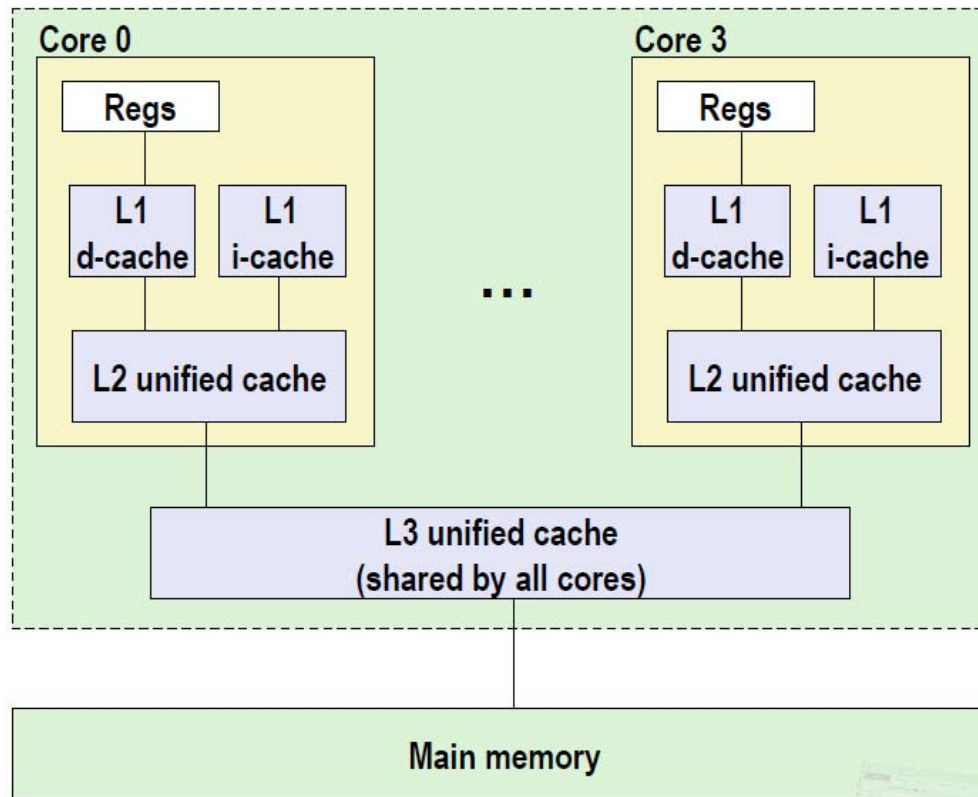 Core 0
Regs
L1
d-cache
L1
i-cache
L2 unified cache
...
Core 3
Regs
L1
d-cache
L1
i-cache
L2 unified cache
L3 unified cache
(shared by all cores)
Main memory